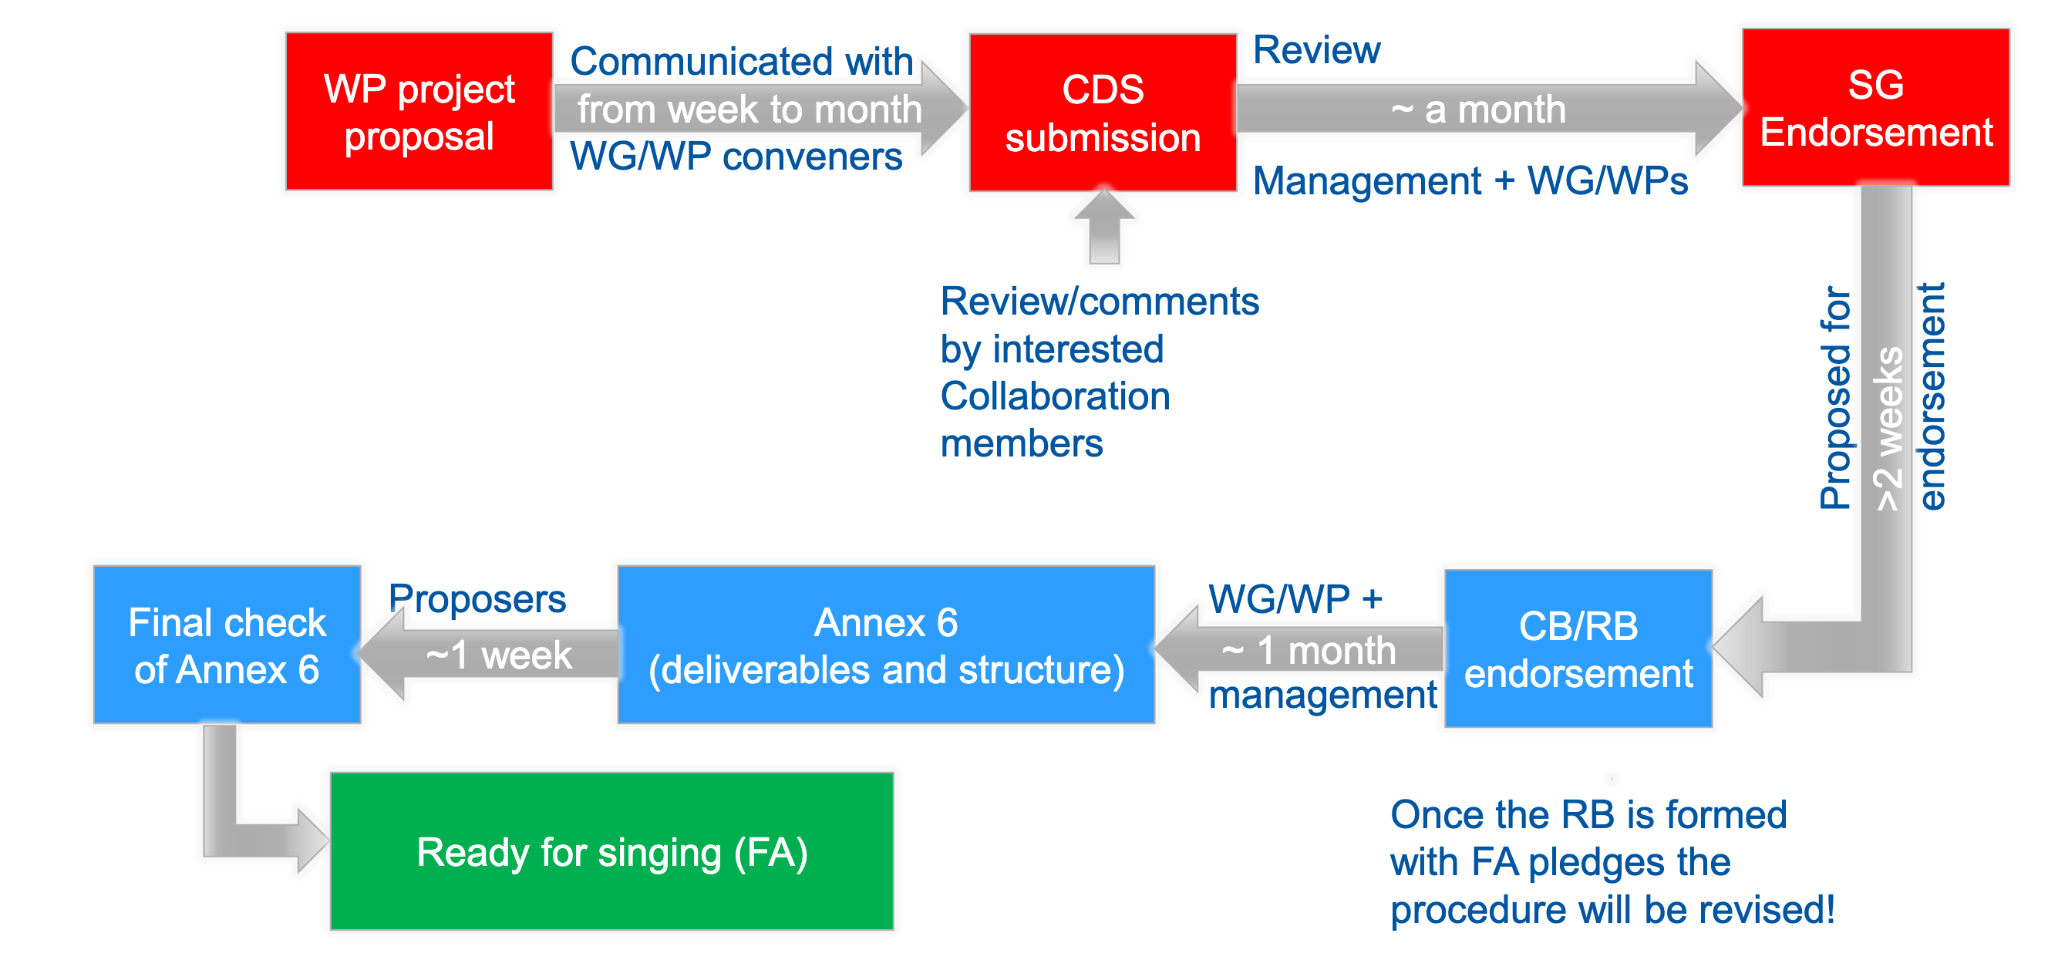 WP project
proposal
Communicated with
from week to month
WG/WP conveners
CDS
submission
Review
~ a month
Management + WG/WPs
SG
Endorsement
Review/comments
by interested
Collaboration
members
Proposed for
>2 weeks
endorsement
CB/RB
endorsement
WG/WP +
~ 1 month
management
Annex 6
(deliverables and structure)
Proposers
~1 week
Final check
of Annex 6
Ready for singing (FA)
Once the RB is formed
with FA pledges the
procedure will be revised!